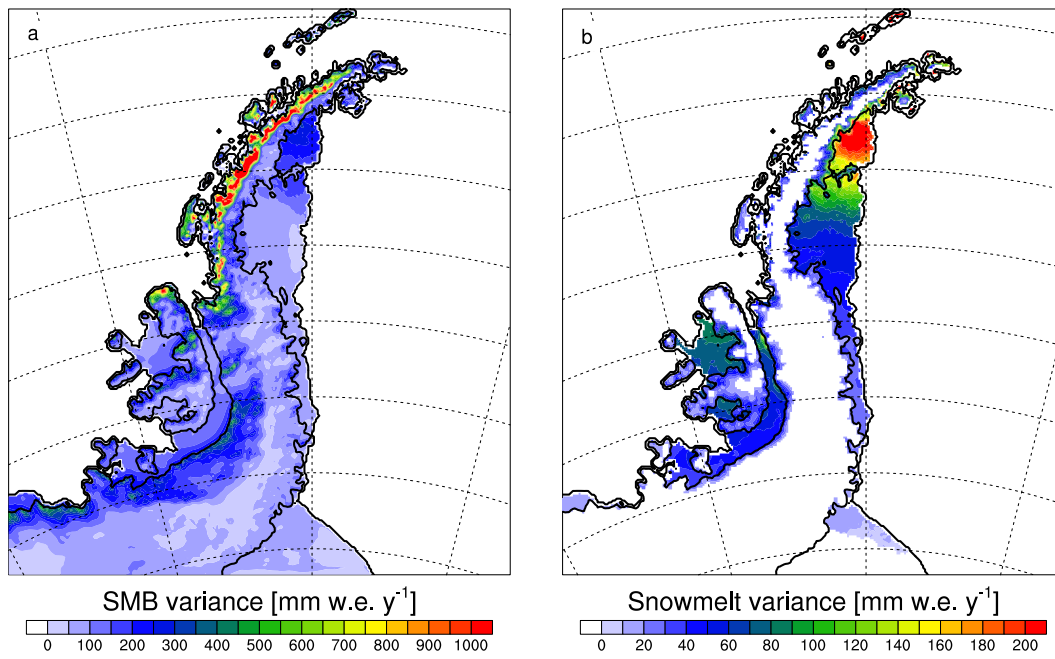 a
b
SMB variance [mm w.e. y-1]
0 100 200 300 400 500 600 700 800 900 1000
Snowmelt variance [mm w.e. y-1]
0 20 40 60 80 100 120 140 160 180 200